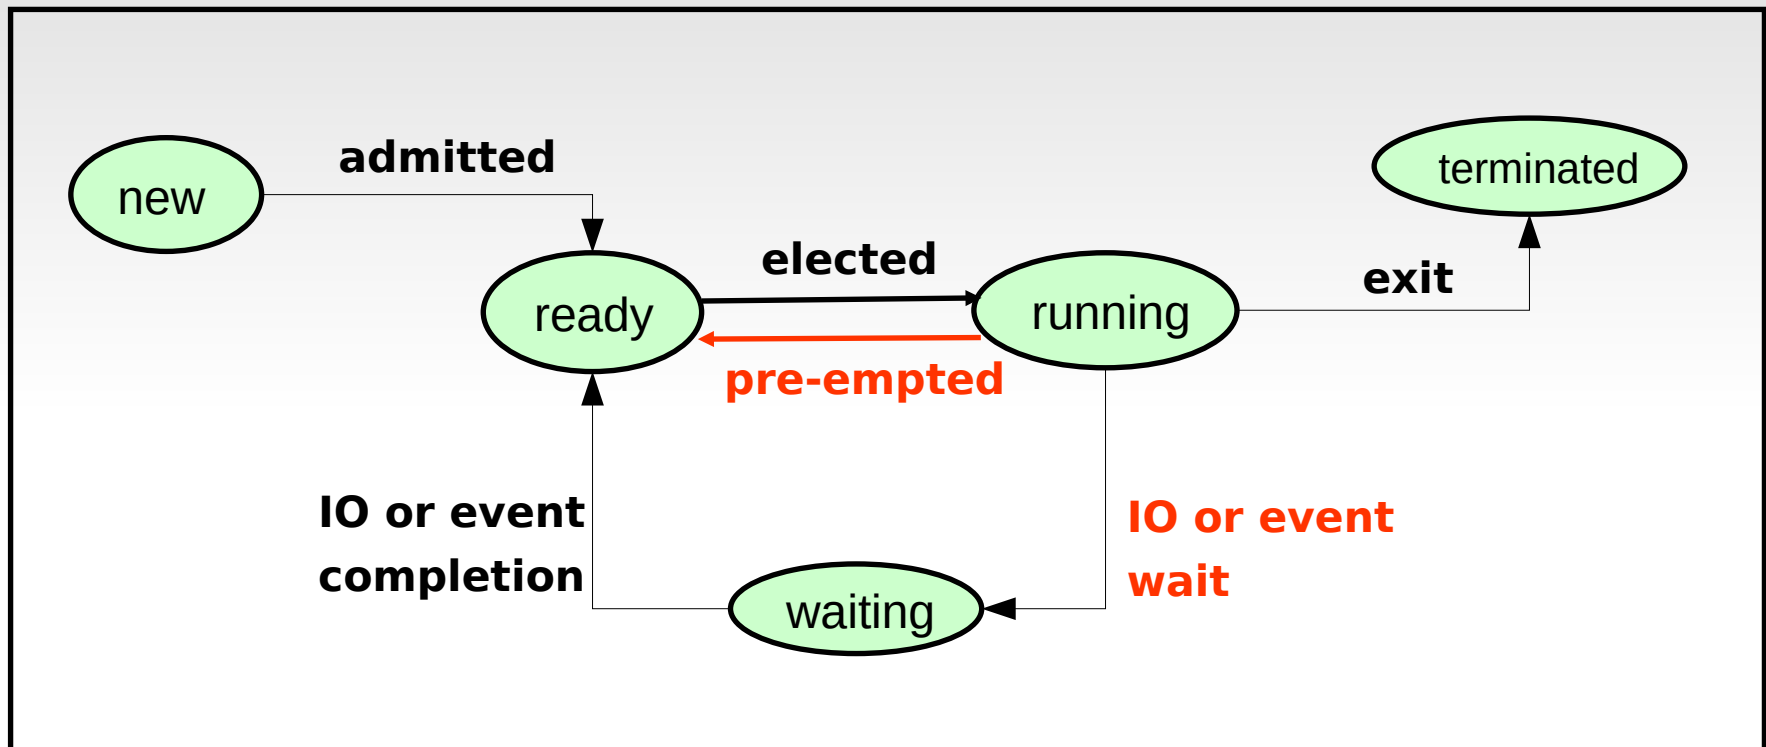 admitted
terminated
new
elected
exit
ready
running
pre-empted
IO or event
completion
IO or event
wait
waiting